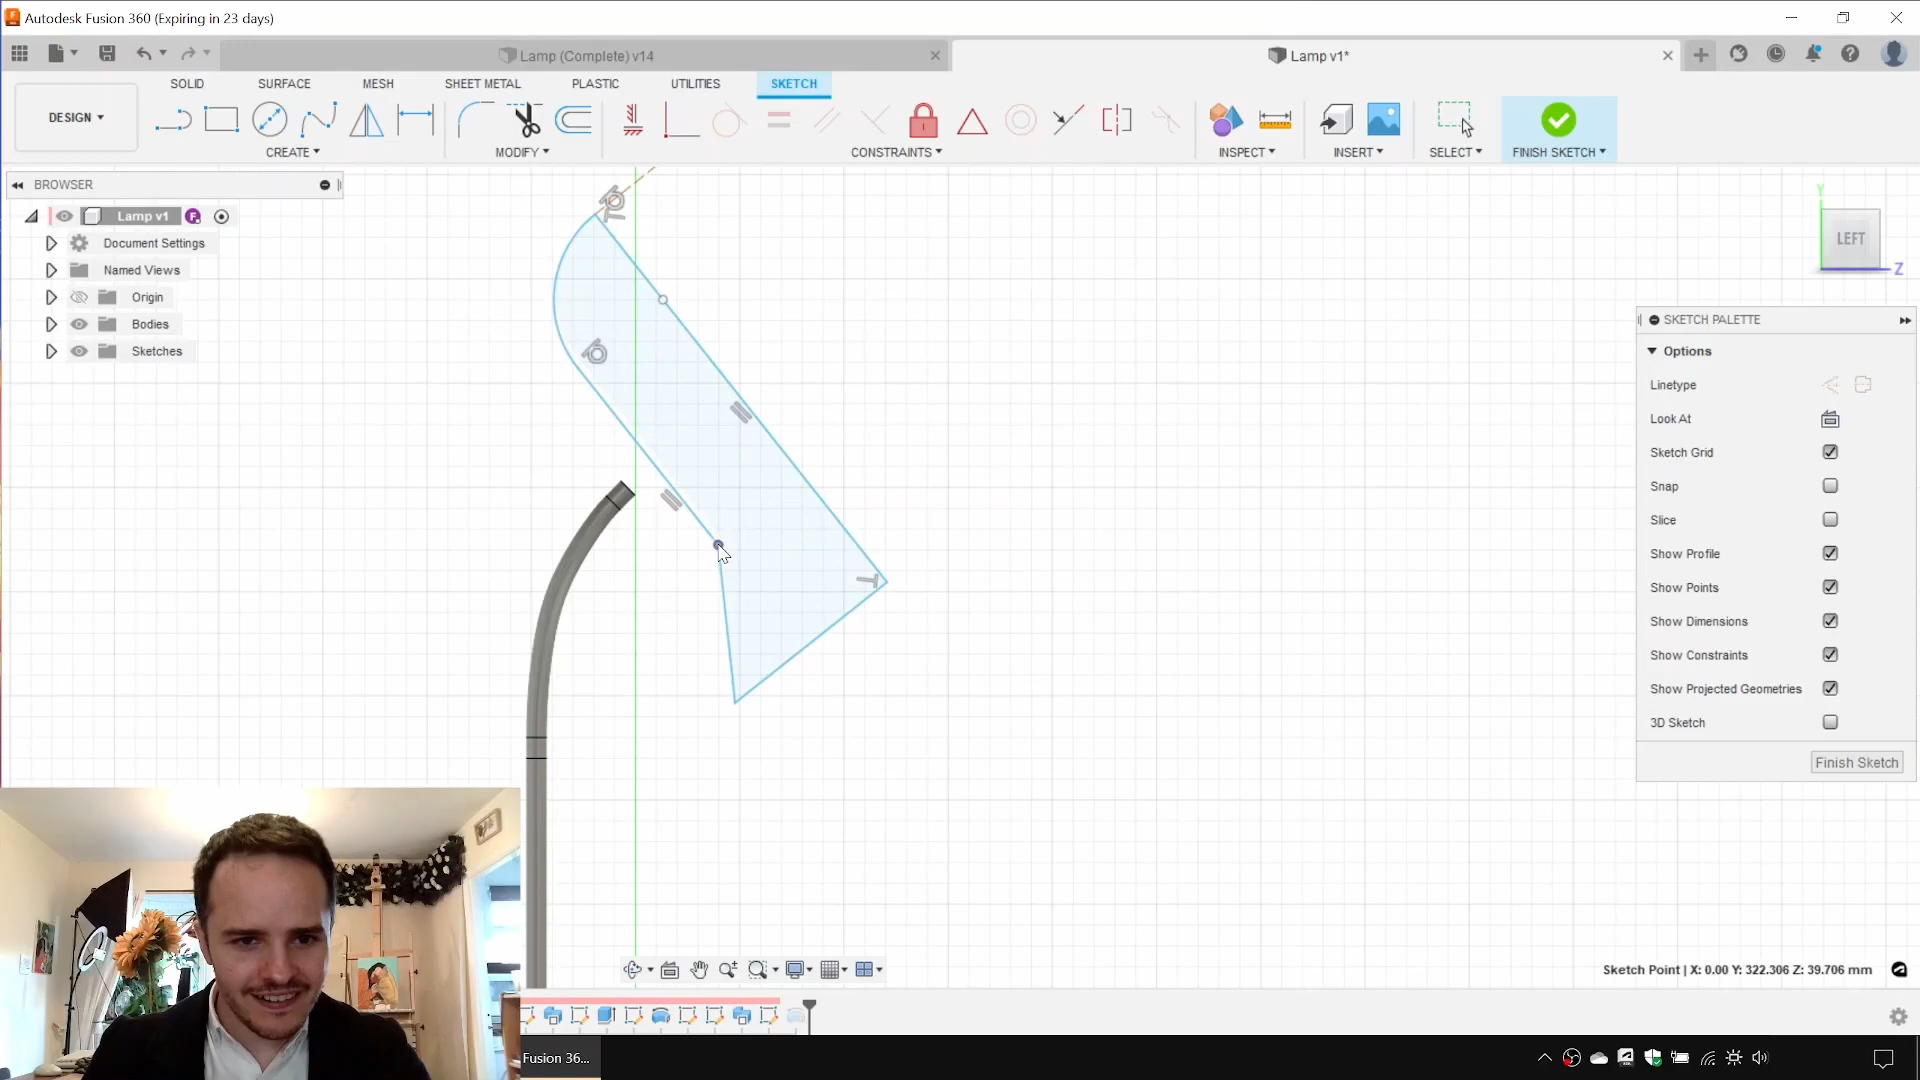 Autodesk Fusion 360 (Expiring in 23 days)
Lamp (Complete) v14
Lamp v1*
SOLID SURFACE MESH SHEET METAL PLASTIC UTILITIES SKETCH
DESIGN
CREATE MODIFY CONSTRAINTS INSPECT INSERT SELECT FINISH SKETCH
BROWSER
Lamp v1
Document Settings
Named Views
Origin
Bodies
Sketches
Y
LEFT
Z
SKETCH PALETTE
Options
Linetype
Look At
Sketch Grid
Snap
Slice
Show Profile
Show Points
Show Dimensions
Show Constraints
Show Projected Geometries
3D Sketch
Finish Sketch
Sketch Point | X: 0.00 Y: 322.306 Z: 39.706 mm
Fusion 36...